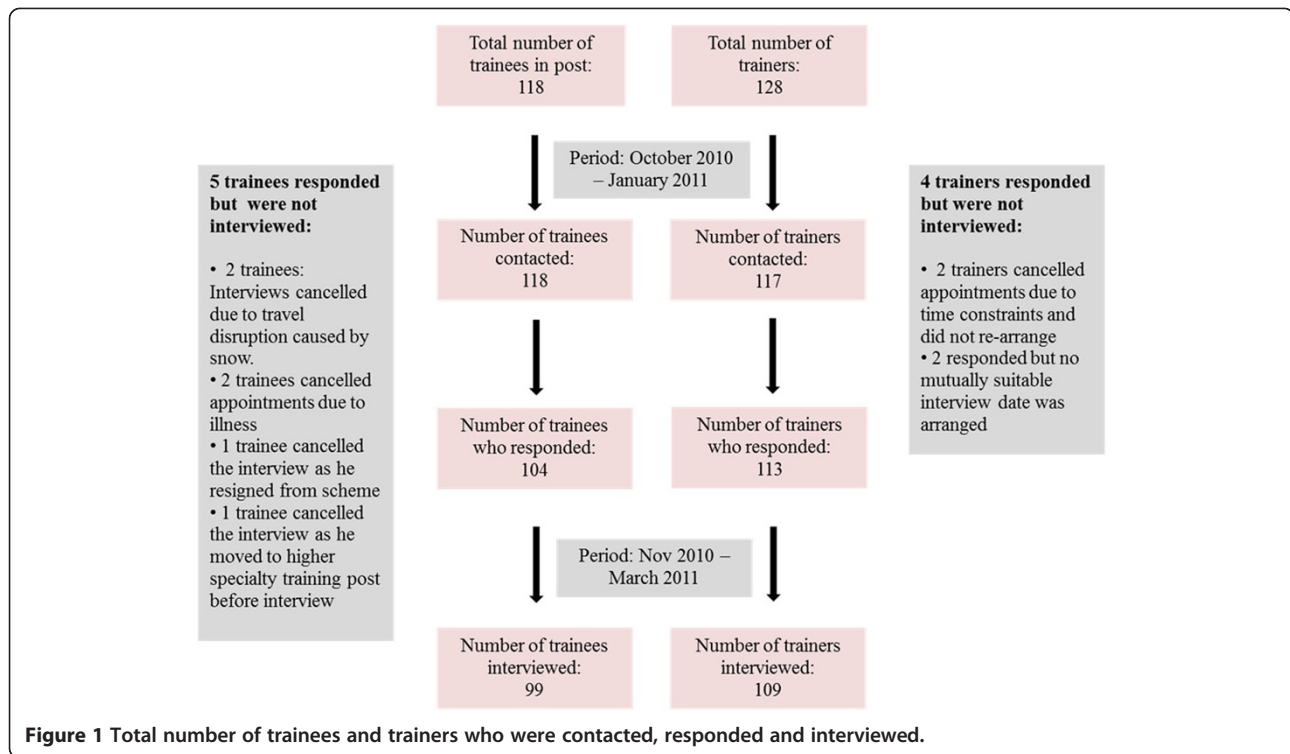 Total number of
trainees in post:
118
Total number of
trainers:
128
Period: October 2010
– January 2011
5 trainees responded
but were not
interviewed:
• 2 trainees:
Interviews cancelled
due to travel
disruption caused by
snow.
• 2 trainees cancelled
appointments due to
illness
• 1 trainee cancelled
the interview as he
resigned from scheme
• 1 trainee cancelled
the interview as he
moved to higher
specialty training post
before interview
4 trainers responded
but were not
interviewed:
• 2 trainers cancelled
appointments due to
time constraints and
did not re-arrange
• 2 responded but no
mutually suitable
interview date was
arranged
Number of trainees
contacted:
118
Number of trainers
contacted:
117
Number of trainees
who responded:
104
Number of trainers
who responded:
113
Period: Nov 2010 –
March 2011
Number of trainees
interviewed:
99
Number of trainers
interviewed:
109
Figure 1 Total number of trainees and trainers who were contacted, responded and interviewed.